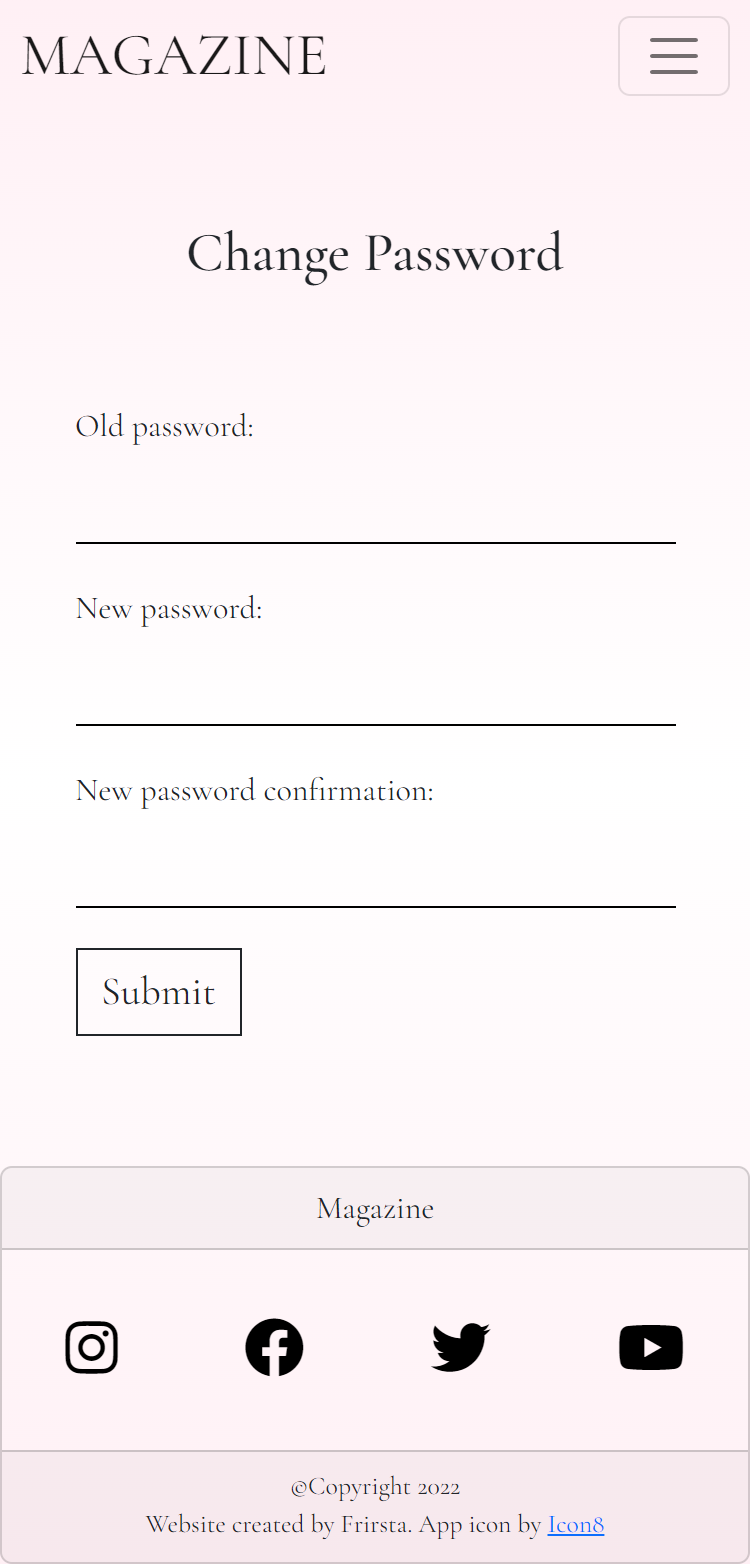 MAGAZINE
Change Password
Old password:
New password:
New password confirmation:
Submit
Magazine
©Copyright 2022
Website created by Frirsta. App icon by Icon8